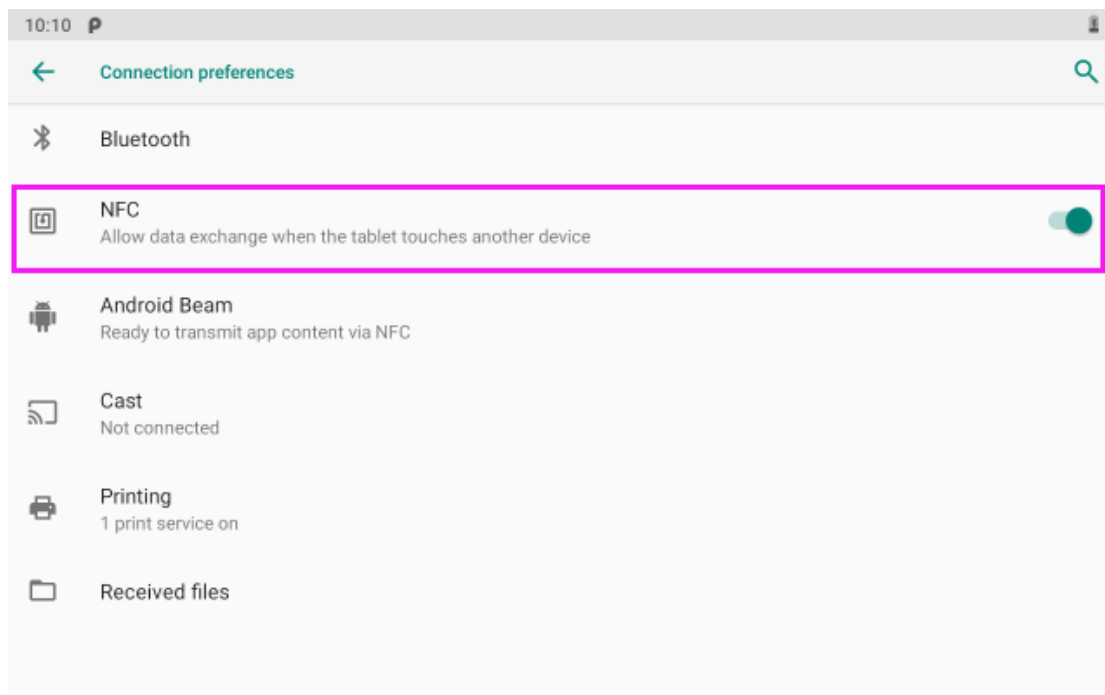 10:10
Connection preferences
Bluetooth
NFC
Allow data exchange when the tablet touches another device
Android Beam
Ready to transmit app content via NFC
Cast
Not connected
Printing
1 print service on
Received files